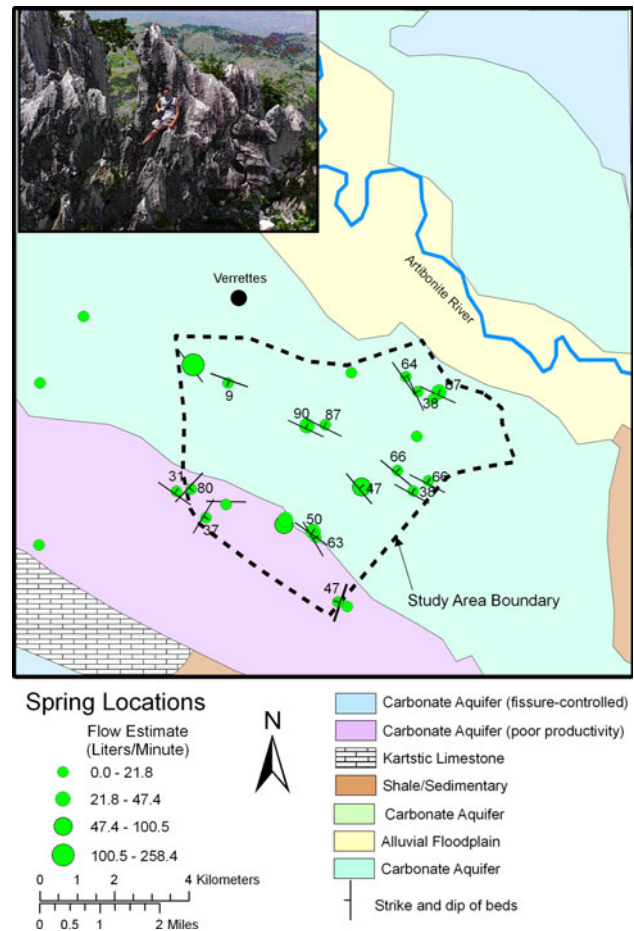 Verrettes
Artibonite River
64
87
38
9
90
87
66
66
38
47
31
80
37
50
63
47
Study Area Boundary
Spring Locations
Flow Estimate
(Liters/Minute)
0.0 - 21.8
21.8 - 47.4
47.4 - 100.5
100.5 - 258.4
0 1 2 4 Kilometers
0 0.5 1 2 Miles
N
Carbonate Aquifer (fissure-controlled)
Carbonate Aquifer (poor productivity)
Kartstic Limestone
Shale/Sedimentary
Carbonate Aquifer
Alluvial Floodplain
Carbonate Aquifer
Strike and dip of beds